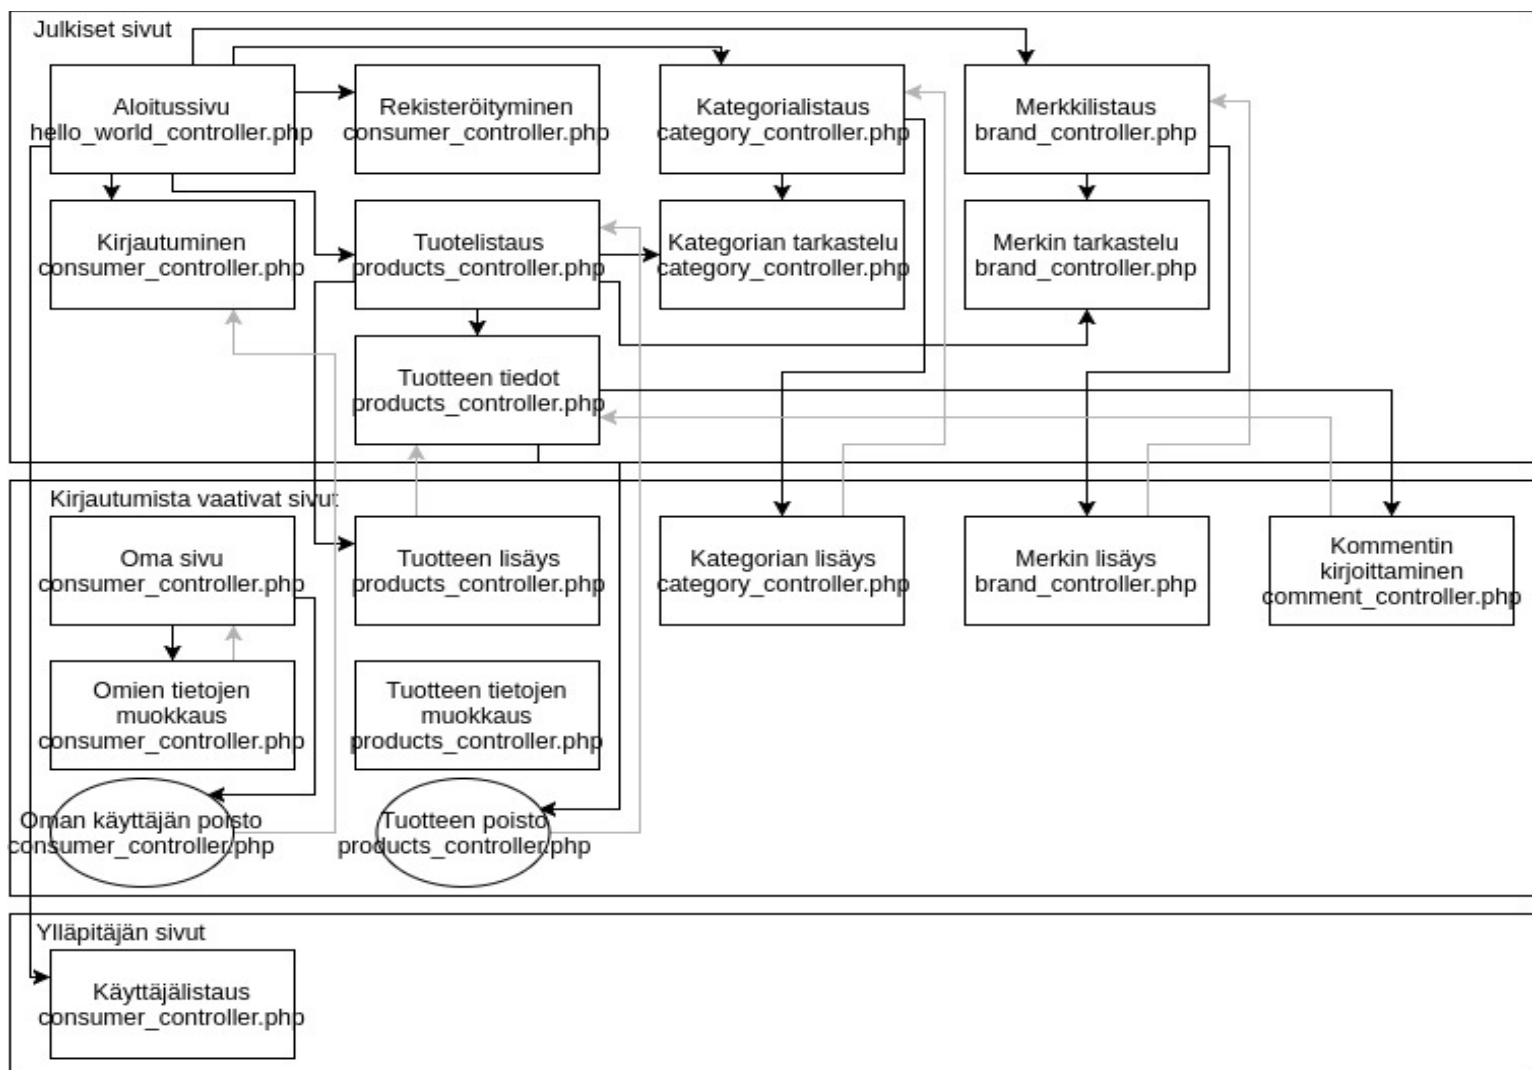 Julkiset sivut
Aloitussivu
hello_world_controller.php
Rekisteröityminen
consumer_controller.php
Kategorialistaus
category_controller.php
Merkkilistaus
brand_controller.php
Kirjautuminen
consumer_controller.php
Tuotelistaus
products_controller.php
Kategorian tarkastelu
category_controller.php
Merkin tarkastelu
brand_controller.php
Tuotteen tiedot
products_controller.php
Kirjautumista vaativat sivut
Oma sivu
consumer_controller.php
Tuotteen lisäys
products_controller.php
Kategorian lisäys
category_controller.php
Merkin lisäys
brand_controller.php
Kommentin
kirjoittaminen
comment_controller.php
Omien tietojen
muokkaus
consumer_controller.php
Tuotteen tietojen
muokkaus
products_controller.php
Oman käyttäjän poisto
consumer_controller.php
Tuotteen poisto
products_controller.php
Ylläpitäjän sivut
Käyttäjälistaus
consumer_controller.php